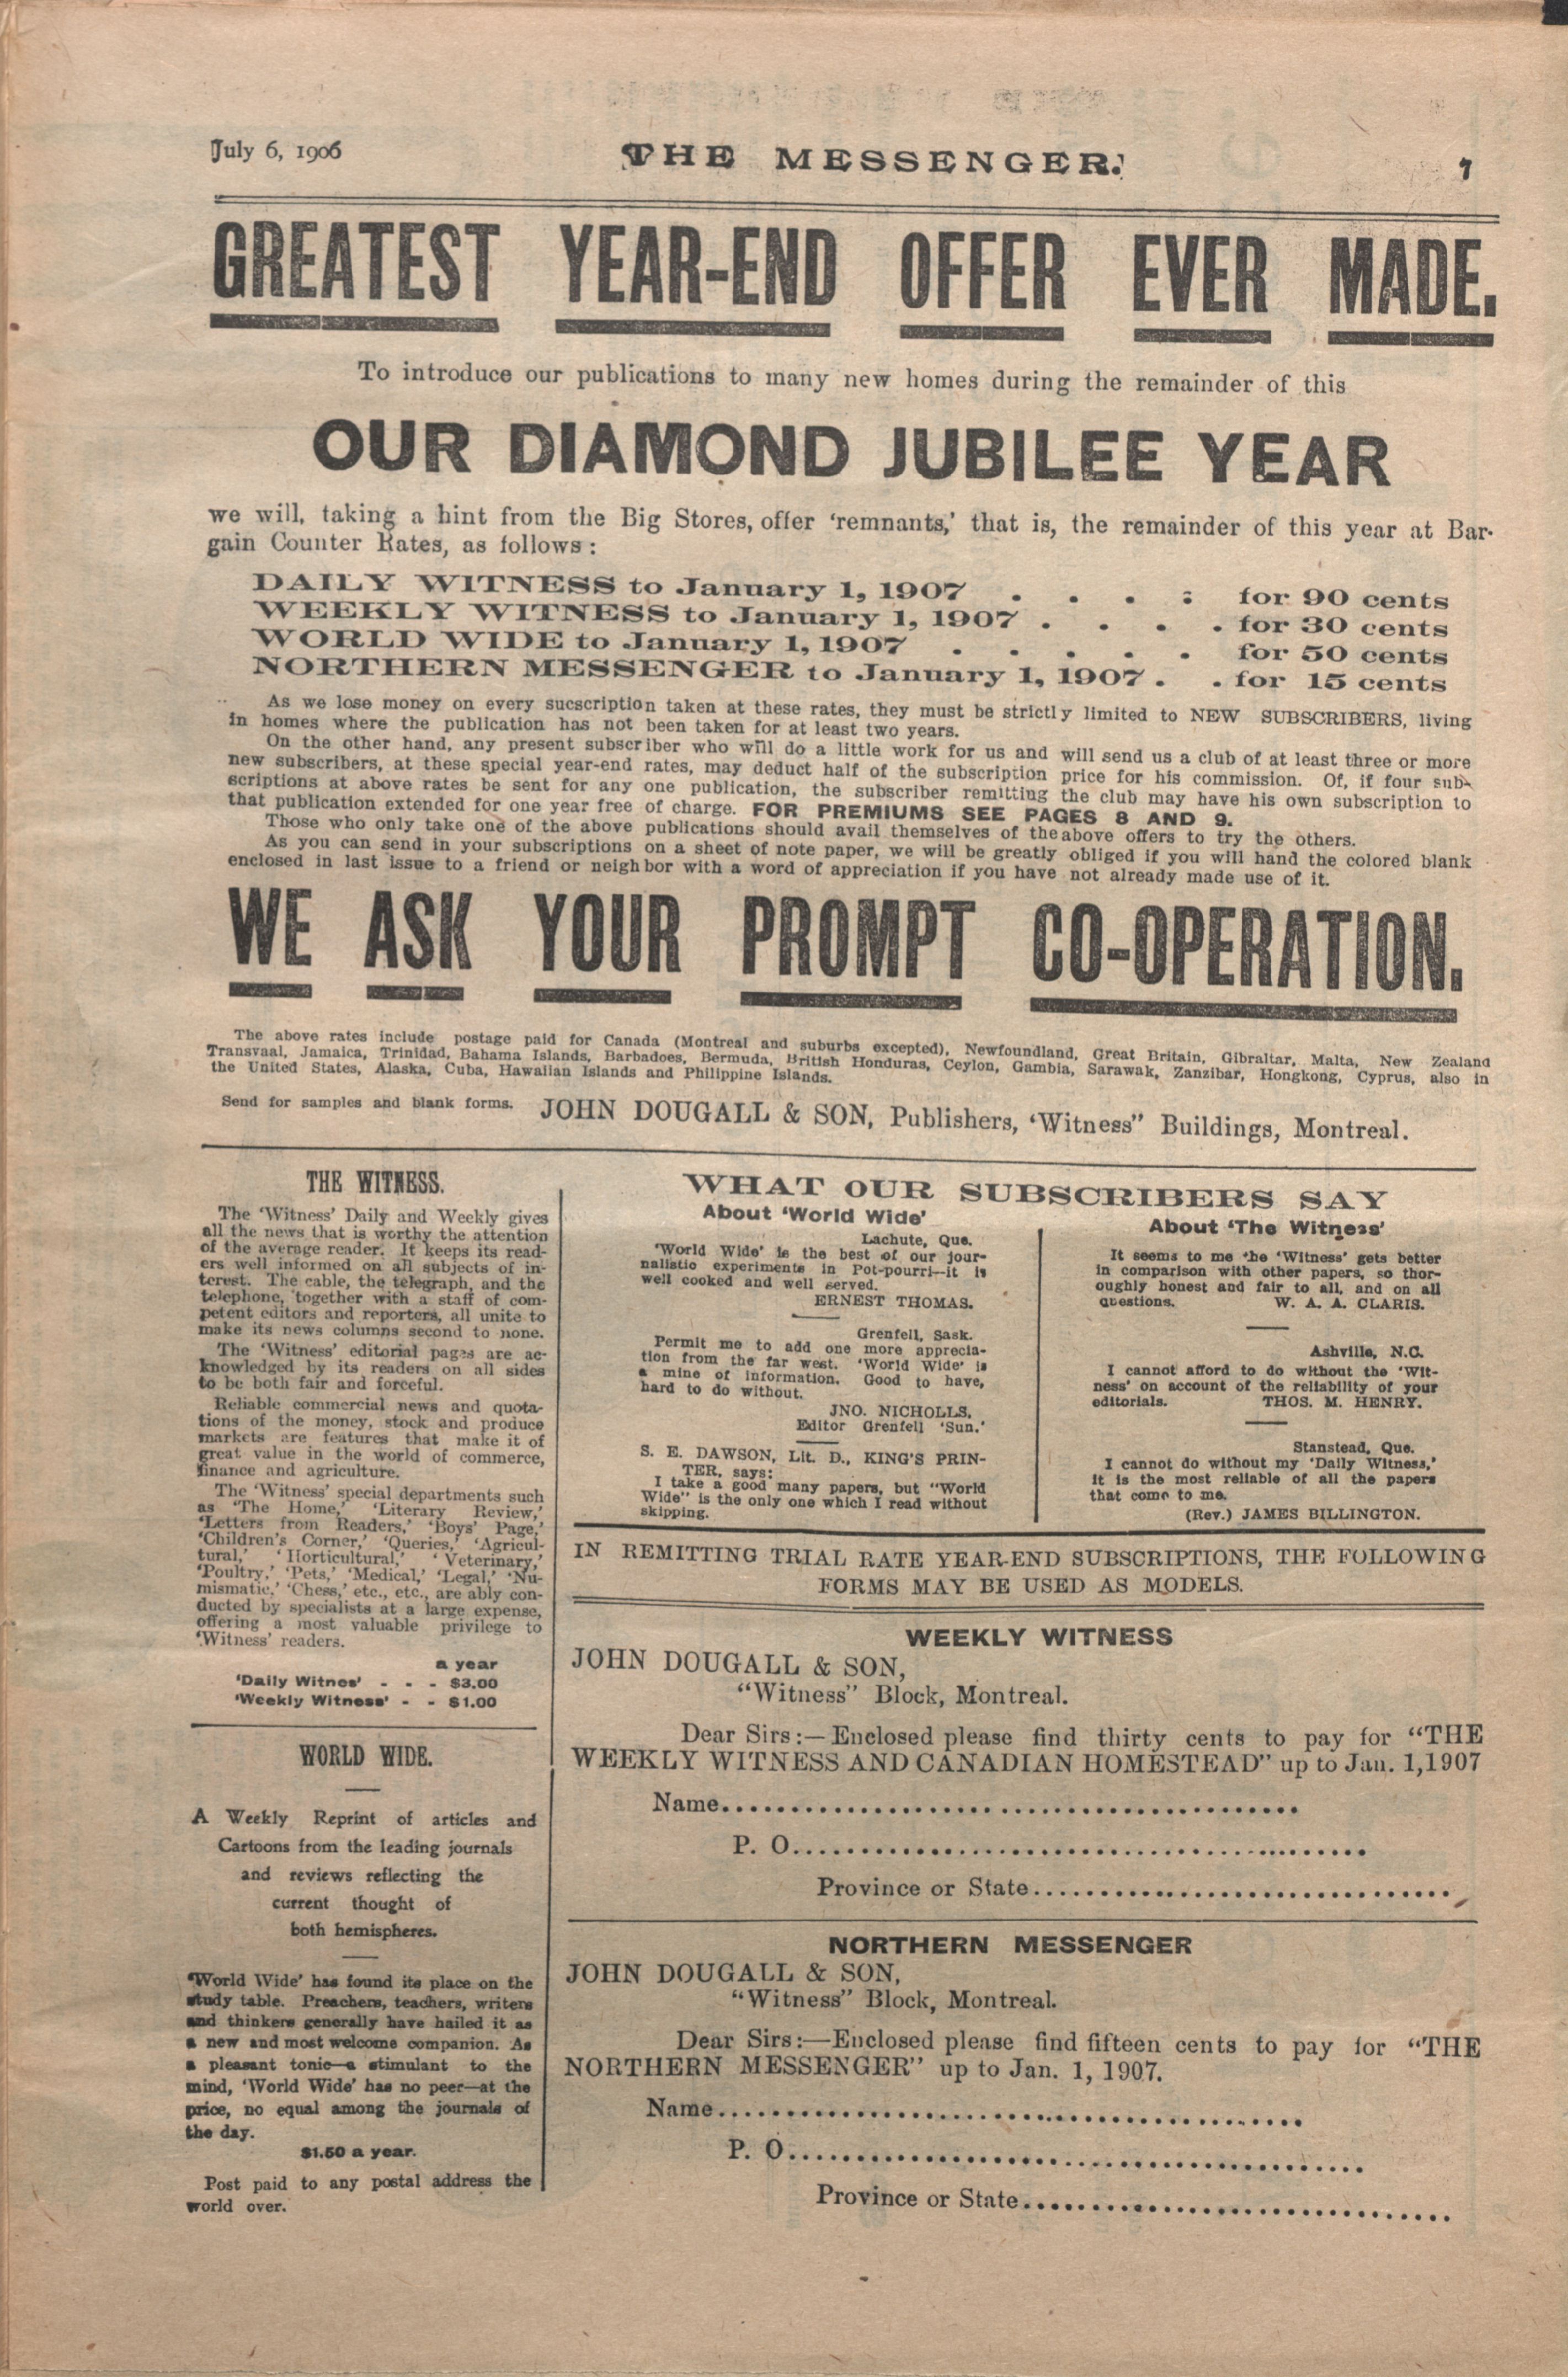 July 6, 1906
THE MESSENGER.
7
GREATEST YEAR-END OFFER EVER MADE.
To introduce our publications to many new homes during the remainder of this
OUR DIAMOND JUBILEE YEAR
we will, taking a hint from the Big Stores, offer 'remnants,' that is, the remainder of this year at Bar-
gain Counter Rates, as follows :
DAILY WITNESS to January 1, 1907 . . . : for 90 cents
WEEKLY WITNESS to January 1, 1907 . . . . for 30 cents
WORLD WIDE to January 1, 1907 . . . . . for 50 cents
NORTHERN MESSENGER to January 1, 1907 . . for 15 cents
As we lose money on every sucscription taken at these rates, they must be strictly limited to NEW SUBSCRIBERS, living
in homes where the publication has not been taken for at least two years.
On the other hand, any present subscriber who will do a little work for us and will send us a club of at least three or more
new subscribers, at these special year-end rates, may deduct half of the subscription price for his commission. Of, if four sub-
scriptions at above rates be sent for any one publication, the subscriber remitting the club may have his own subscription to
that publication extended for one year free of charge. FOR PREMIUMS SEE PAGES 8 AND 9.
Those who only take one of the above publications should avail themselves of the above offers to try the others.
As you can send in your subscriptions on a sheet of note paper, we will be greatly obliged if you will hand the colored blank
enclosed in last issue to a friend or neighbor with a word of appreciation if you have not already made use of it.
WE ASK YOUR PROMPT CO-OPERATION.
The above rates include postage paid for Canada (Montreal and suburbs excepted), Newfoundland, Great Britain, Gibraltar, Malta, New Zealand
Transvaal, Jamaica, Trinidad, Bahama Islands, Barbadoes, Bermuda, British Honduras, Ceylon, Gambia, Sarawak, Zanzibar, Hongkong, Cyprus, also in
the United States, Alaska, Cuba, Hawaiian Islands and Philippine Islands.
Send for samples and blank forms. JOHN DOUGALL & SON, Publishers, 'Witness" Buildings, Montreal.
THE WITNESS.
The 'Witness' Daily and Weekly gives
all the news that is worthy the attention
of the average reader. It keeps its read-
ers well informed on all subjects of in-
terest. The cable, the telegraph, and the
telephone, together with a staff of com-
petent editors and reporters, all unite to
make its news columns second to none.
The 'Witness' editorial pages are ac-
knowledged by its readers on all sides
to be both fair and forceful.
Reliable commercial news and quota-
tions of the money, stock and produce
markets are features that make it of
great value in the world of commerce,
finance and agriculture.
The 'Witness' special departments such
as 'The Home,' 'Literary Review,'
'Letters from Readers,' 'Boys' Page,'
'Children's Corner,' 'Queries,' 'Agricul-
tural,' 'Horticultural,' 'Veterinary,'
'Poultry,' 'Pets,' 'Medical,' 'Legal,' 'Nu-
mismatic,' 'Chess,' etc., etc., are ably con-
ducted by specialists at a large expense,
offering a most valuable privilege to
'Witness' readers.
a year
'Daily Witnes' - - - $3.00
'Weekly Witness' - - $1.00
WORLD WIDE.
A Weekly Reprint of articles and
Cartoons from the leading journals
and reviews reflecting the
current thought of
both hemispheres.
'World Wide' has found its place on the
study table. Preachers, teachers, writers
and thinkers generally have hailed it as
a new and most welcome companion. As
a pleasant tonic—a stimulant to the
mind, 'World Wide' has no peer—at the
price, no equal among the journals of
the day.
$1.50 a year.
Post paid to any postal address the
world over.
WHAT OUR SUBSCRIBERS SAY
About 'World Wide'
Lachute, Que.
'World Wide' is the best of our jour-
nalistic experiments in Pot-pourri—it is
well cooked and well served.
ERNEST THOMAS.
Grenfell, Sask.
Permit me to add one more apprecia-
tion from the far west. 'World Wide' is
a mine of information. Good to have,
hard to do without.
JNO. NICHOLLS,
Editor Grenfell 'Sun.'
S. E. DAWSON, Lit. D., KING'S PRIN-
TER, says:
I take a good many papers, but "World
Wide" is the only one which I read without
skipping.
About 'The Witness'
It seems to me the 'Witness' gets better
in comparison with other papers, so thor-
oughly honest and fair to all, and on all
questions. W. A. A. CLARIS.
Ashville, N.C.
I cannot afford to do without the 'Wit-
ness' on account of the reliability of your
editorials. THOS. M. HENRY.
Stanstead, Que.
I cannot do without my 'Daily Witness,'
it is the most reliable of all the papers
that come to me.
(Rev.) JAMES BILLINGTON.
IN REMITTING TRIAL RATE YEAR-END SUBSCRIPTIONS, THE FOLLOWING
FORMS MAY BE USED AS MODELS.
WEEKLY WITNESS
JOHN DOUGALL & SON,
"Witness" Block, Montreal.
Dear Sirs :—Enclosed please find thirty cents to pay for "THE
WEEKLY WITNESS AND CANADIAN HOMESTEAD" up to Jan. 1, 1907
Name..........................................
P. O..........................................
Province or State...............................
NORTHERN MESSENGER
JOHN DOUGALL & SON,
"Witness" Block, Montreal.
Dear Sirs :—Enclosed please find fifteen cents to pay for "THE
NORTHERN MESSENGER" up to Jan. 1, 1907.
Name..........................................
P. O..........................................
Province or State...............................